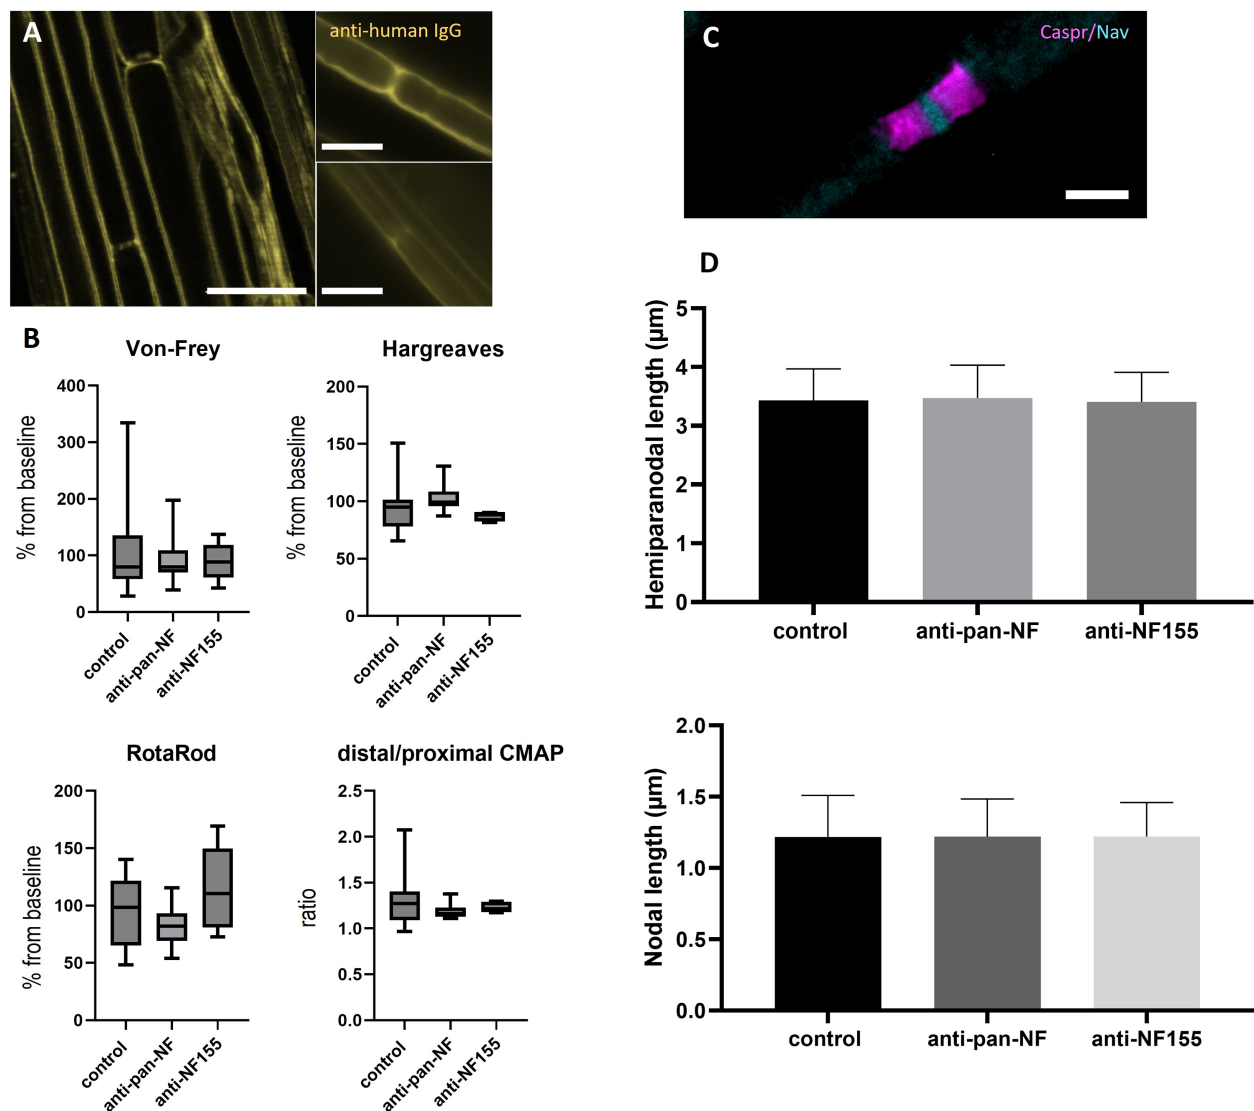 A
anti-human IgG
C
Caspr/Nav
B
Von-Frey
% from baseline
400
300
200
100
0
control
anti-pan-NF
anti-NF155
Hargreaves
% from baseline
200
150
100
50
0
control
anti-pan-NF
anti-NF155
RotaRod
% from baseline
200
150
100
50
0
control
anti-pan-NF
anti-NF155
distal/proximal CMAP
ratio
2.5
2.0
1.5
1.0
0.5
0.0
control
anti-pan-NF
anti-NF155
D
Hemiparanodal length (µm)
5
4
3
2
1
0
control
anti-pan-NF
anti-NF155
Nodal length (µm)
2.0
1.5
1.0
0.5
0.0
control
anti-pan-NF
anti-NF155